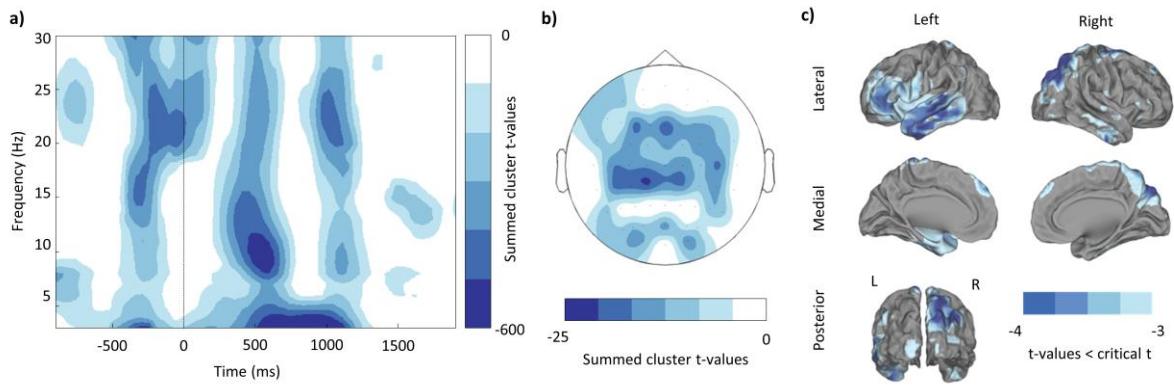 a)
30
25
20
15
10
5
Frequency (Hz)
-500 0 500 1000 1500
Time (ms)
0
-600
Summed cluster t-values
b)
-25 0
Summed cluster t-values
c)
Left Right
Lateral
Medial
Posterior
L R
-4 -3
t-values < critical t